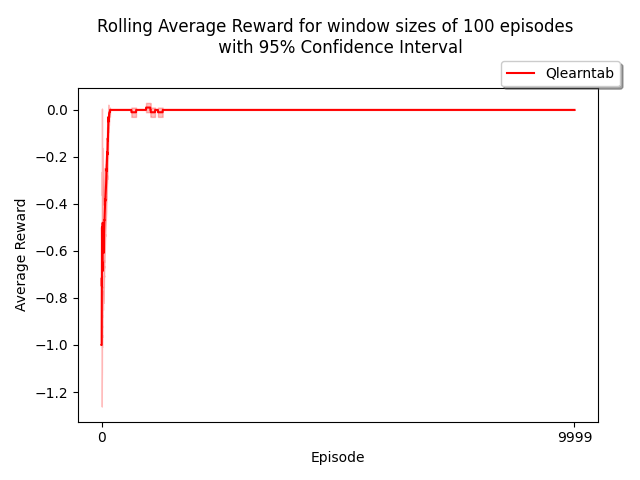 Rolling Average Reward for window sizes of 100 episodes
with 95% Confidence Interval
Qlearntab
0.0
−0.2
−0.4
−0.6
−0.8
−1.0
−1.2
Average Reward
0
9999
Episode